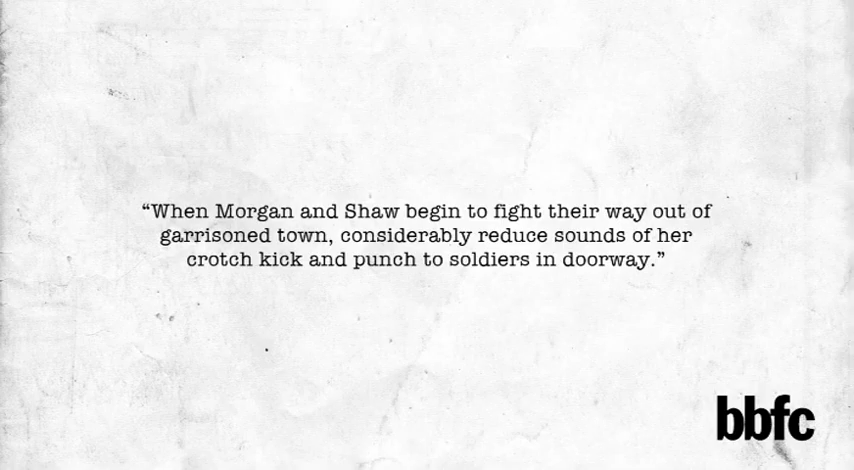 “When Morgan and Shaw begin to fight their way out of
garrisoned town, considerably reduce sounds of her
crotch kick and punch to soldiers in doorway.”
bbfc